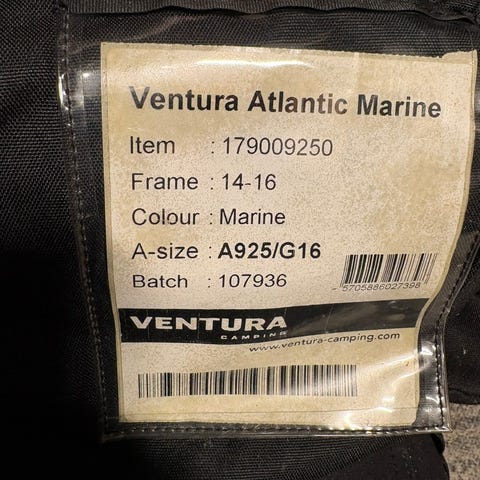 Ventura Atlantic Marine
Item : 179009250
Frame : 14-16
Colour : Marine
A-size : A925/G16
Batch : 107936
5705886027398
VENTURA
CAMPING
www.ventura-camping.com